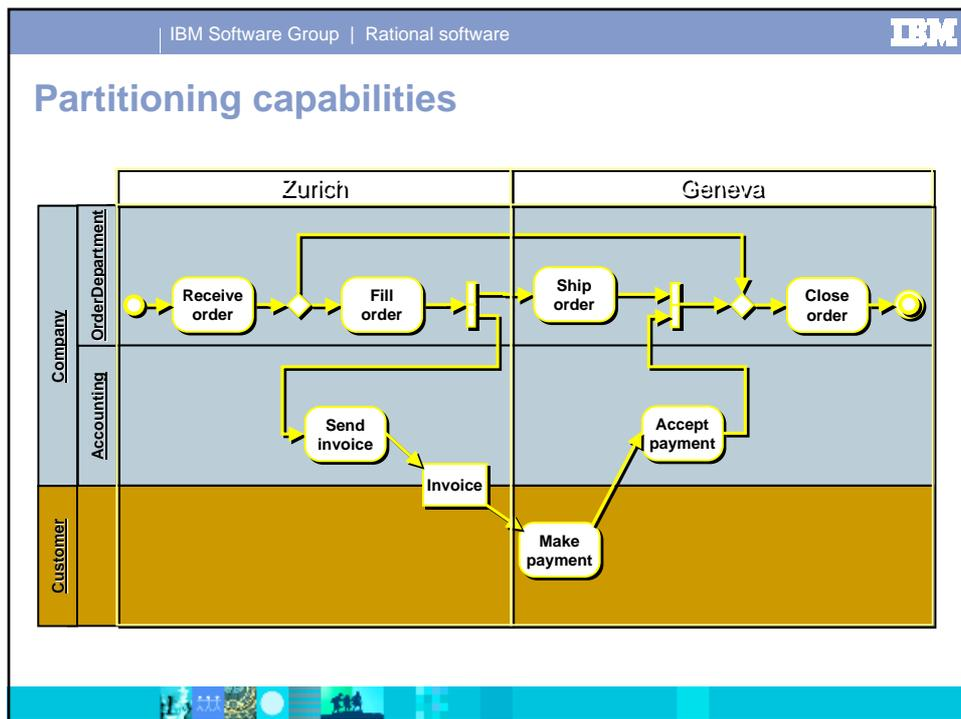 IBM Software Group | Rational software
IBM
Partitioning capabilities
Zurich
Geneva
Company
OrderDepartment
Accounting
Customer
Receive
order
Fill
order
Ship
order
Close
order
Send
invoice
Accept
payment
Invoice
Make
payment